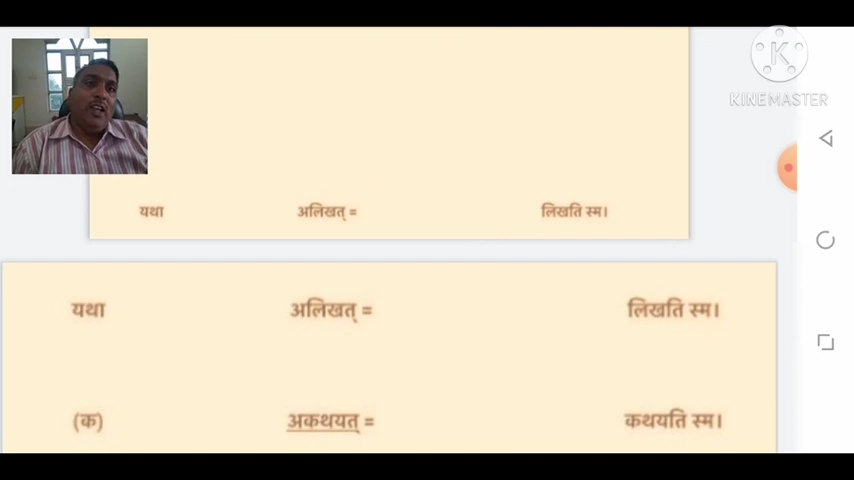 KINEMASTER
यथा अलिखत् = लिखति स्म।
यथा अलिखत् = लिखति स्म।
(क) अकथयत् = कथयति स्म।